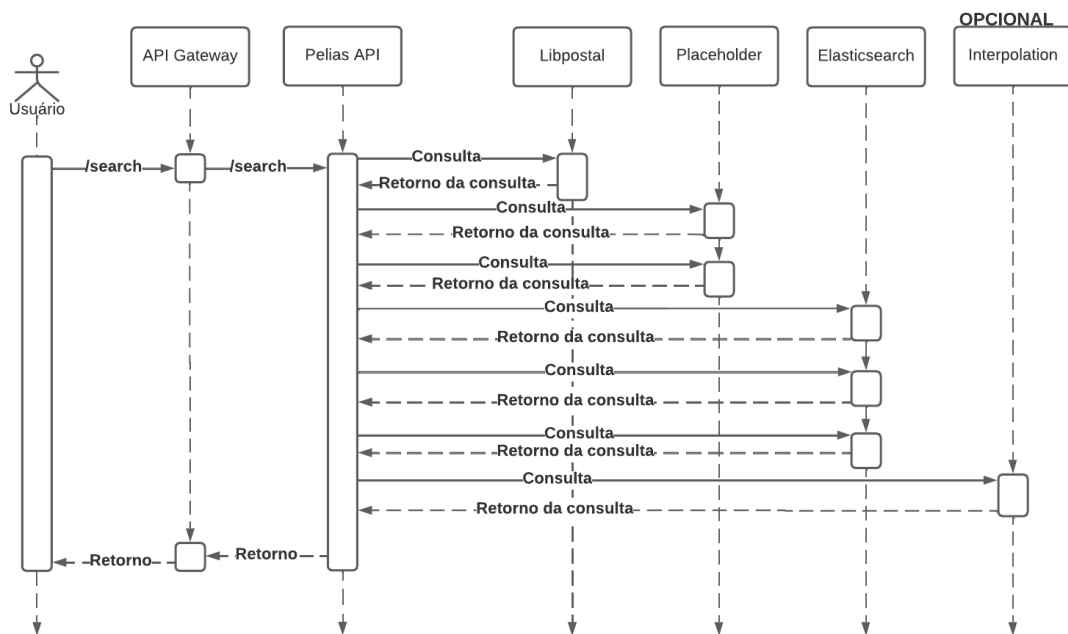 OPCIONAL
API Gateway
Pelias API
Libpostal
Placeholder
Elasticsearch
Interpolation
Usuário
/search
/search
Consulta
Retorno da consulta
Consulta
Retorno da consulta
Consulta
Retorno da consulta
Consulta
Retorno da consulta
Consulta
Retorno da consulta
Consulta
Retorno da consulta
Consulta
Retorno da consulta
Retorno
Retorno